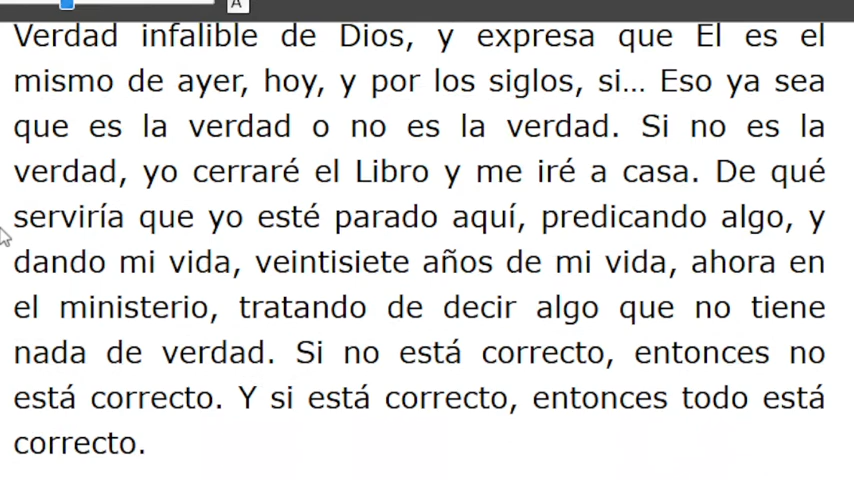 A
Verdad infalible de Dios, y expresa que El es el
mismo de ayer, hoy, y por los siglos, si... Eso ya sea
que es la verdad o no es la verdad. Si no es la
verdad, yo cerraré el Libro y me iré a casa. De qué
serviría que yo esté parado aquí, predicando algo, y
dando mi vida, veintisiete años de mi vida, ahora en
el ministerio, tratando de decir algo que no tiene
nada de verdad. Si no está correcto, entonces no
está correcto. Y si está correcto, entonces todo está
correcto.